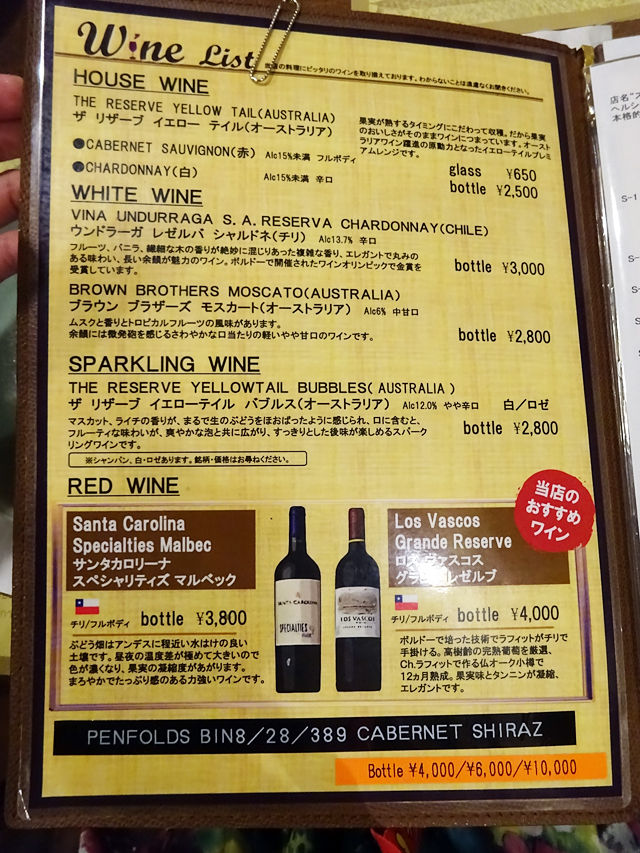 Wine List
当店の料理にピッタリのワインを取り揃えております。わからないことは遠慮なくお聞きください。
HOUSE WINE
THE RESERVE YELLOW TAIL(AUSTRALIA)
ザ リザーブ イエロー テイル(オーストラリア)
果実が熟するタイミングにこだわって収穫。だから果実
のおいしさがそのままワインにつまっています。オースト
ラリアワイン躍進の原動力となったイエローテイルプレミ
アムレンジです。
●CABERNET SAUVIGNON(赤) Alc15%未満 フルボディ
●CHARDONNAY(白) Alc15%未満 辛口
glass ¥650
bottle ¥2,500
WHITE WINE
VINA UNDURRAGA S. A. RESERVA CHARDONNAY(CHILE)
ウンドラーガ レゼルバ シャルドネ(チリ) Alc13.7% 辛口
フルーツ、バニラ、繊細な木の香りが絶妙に混じりあった複雑な香り、エレガントで丸みの
ある味わい、長い余韻が魅力のワイン。ボルドーで開催されたワインオリンピックで金賞を
受賞しています。
bottle ¥3,000
BROWN BROTHERS MOSCATO(AUSTRALIA)
ブラウン ブラザーズ モスカート(オーストラリア) Alc6% 中甘口
ムスクと香りとトロピカルフルーツの風味があります。
余韻には微発砲を感じるさわやかな口当たりの軽いやや甘口のワインです。
bottle ¥2,800
SPARKLING WINE
THE RESERVE YELLOWTAIL BUBBLES( AUSTRALIA )
ザ リザーブ イエローテイル バブルス(オーストラリア) Alc12.0% やや辛口 白/ロゼ
マスカット、ライチの香りが、まるで生のぶどうをほおばったように感じられ、口に含むと、
フルーティな味わいが、爽やかな泡と共に広がり、すっきりとした後味が楽しめるスパーク
リングワインです。
bottle ¥2,800
※シャンパン、白・ロゼあります。銘柄・価格はお尋ねください。
RED WINE
当店の
おすすめ
ワイン
Santa Carolina
Specialties Malbec
サンタカロリーナ
スペシャリティズ マルベック
チリ/フルボディ bottle ¥3,800
ぶどう畑はアンデスに程近い水はけの良い
土壌です。昼夜の温度差が極めて大きいので
色が濃くなり、果実の凝縮度があがります。
まろやかでたっぷり感のある力強いワインです。
SANTA CAROLINA
SPECIALTIES
LOS VASCOS
Los Vascos
Grande Reserve
ロス ヴァスコス
グランレゼルブ
チリ/フルボディ bottle ¥4,000
ボルドーで培った技術でラフィットがチリで
手掛ける。高樹齢の完熟葡萄を厳選、
Ch.ラフィットで作る仏オーク小樽で
12ヵ月熟成。果実味とタンニンが凝縮、
エレガントです。
PENFOLDS BIN8/28/389 CABERNET SHIRAZ
Bottle ¥4,000/¥6,000/¥10,000
店名"ス
ヘルシ
本格的
S-1
S-
S-
S-